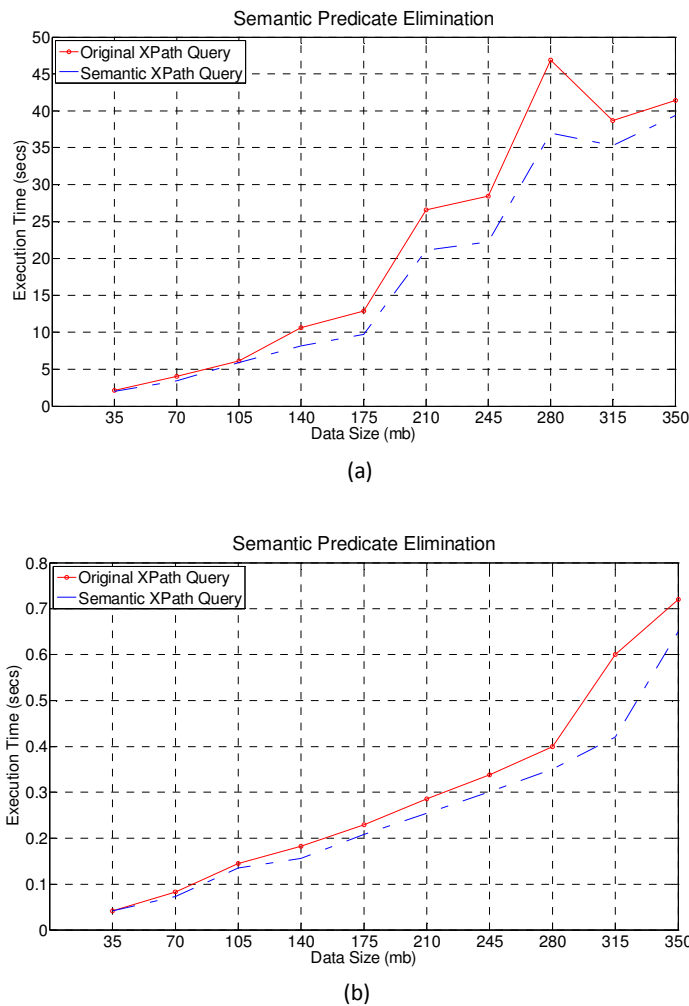 Semantic Predicate Elimination
50
45
40
35
30
25
20
15
10
5
0
Execution Time (secs)
Original XPath Query
Semantic XPath Query
35 70 105 140 175 210 245 280 315 350
Data Size (mb)
(a)
Semantic Predicate Elimination
0.8
0.7
0.6
0.5
0.4
0.3
0.2
0.1
0
Execution Time (secs)
Original XPath Query
Semantic XPath Query
35 70 105 140 175 210 245 280 315 350
Data Size (mb)
(b)